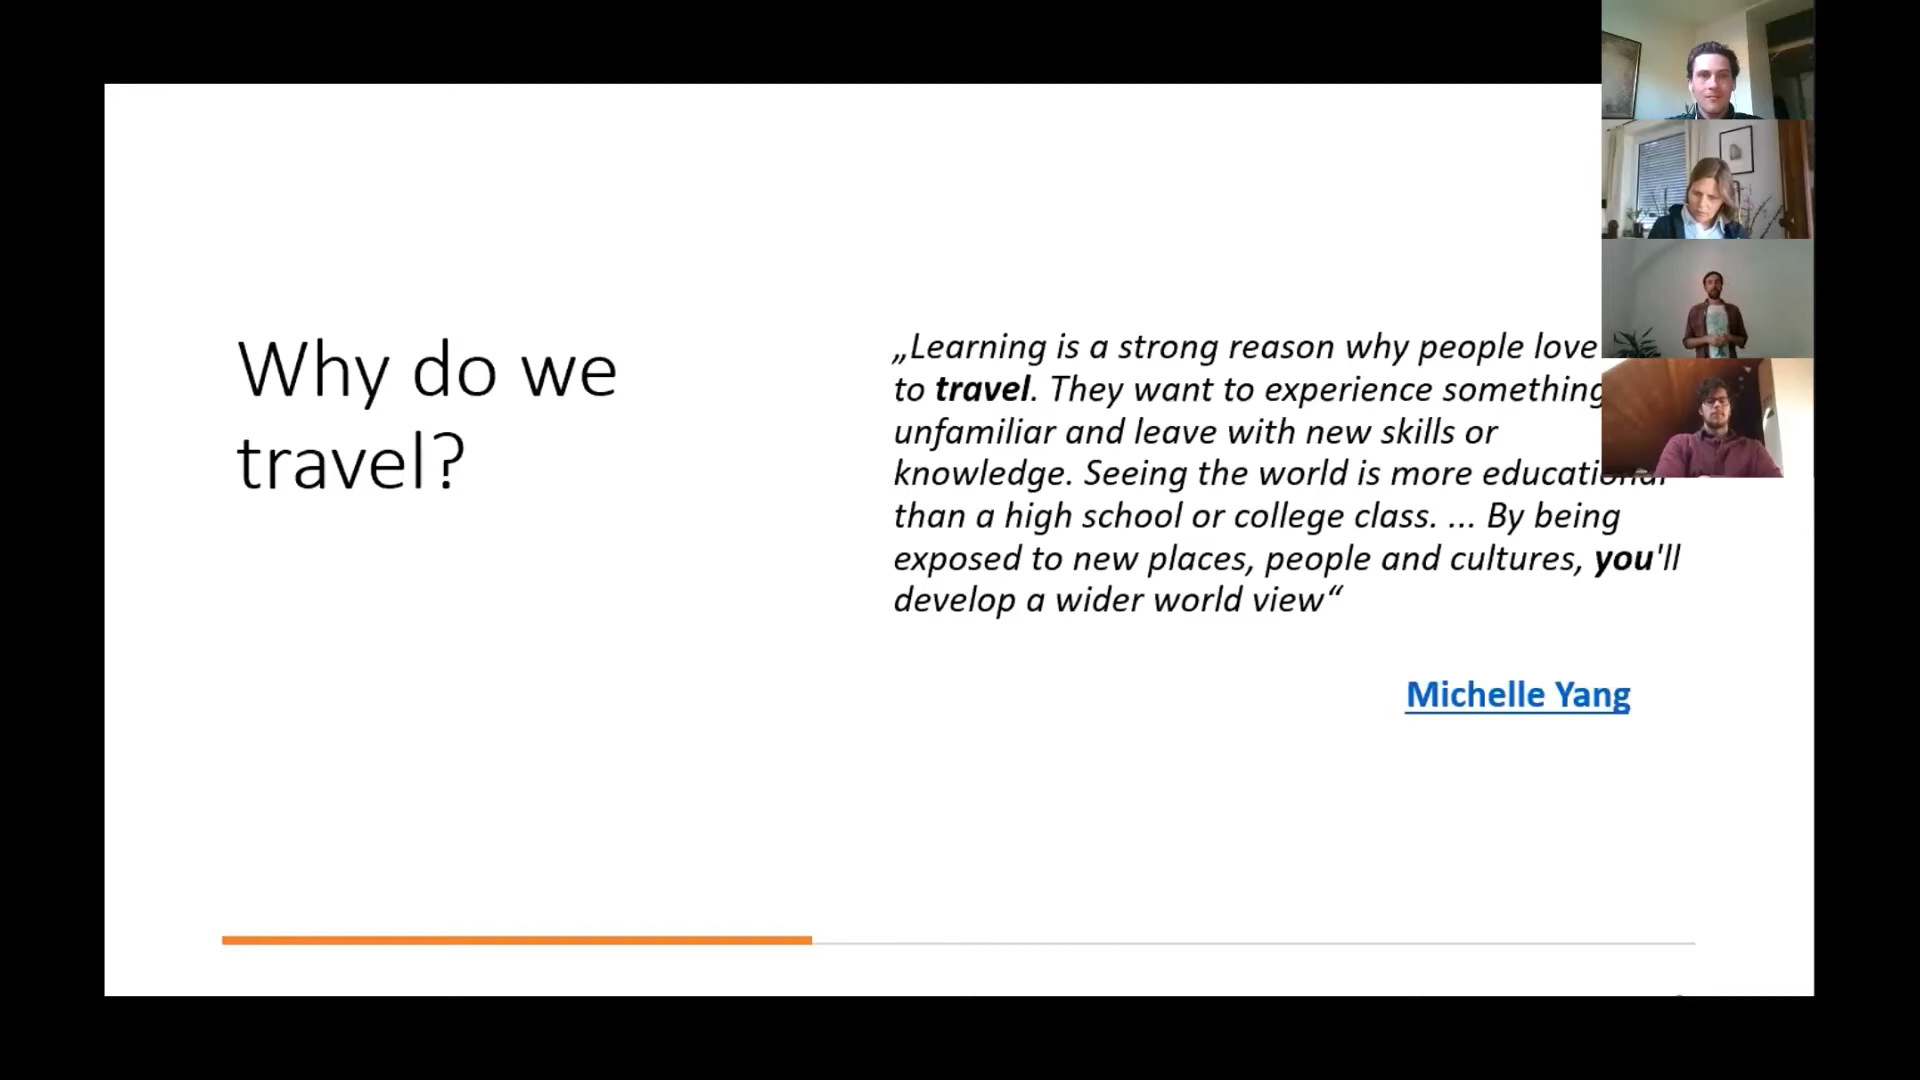 Why do we
travel?
„Learning is a strong reason why people love
to travel. They want to experience something
unfamiliar and leave with new skills or
knowledge. Seeing the world is more educational
than a high school or college class. ... By being
exposed to new places, people and cultures, you'll
develop a wider world view“
Michelle Yang